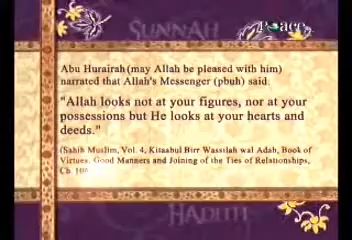 SUNNAH
Peace
Abu Hurairah (may Allah be pleased with him)
narrated that Allah's Messenger (pbuh) said.
"Allah looks not at your figures, nor at your
possessions but He looks at your hearts and
deeds."
(Sahih Muslim, Vol. 4, Kitaabul Birr Wassilah wal Adab, Book of
Virtues, Good Manners and Joining of the Ties of Relationships,
Ch.
HADITH